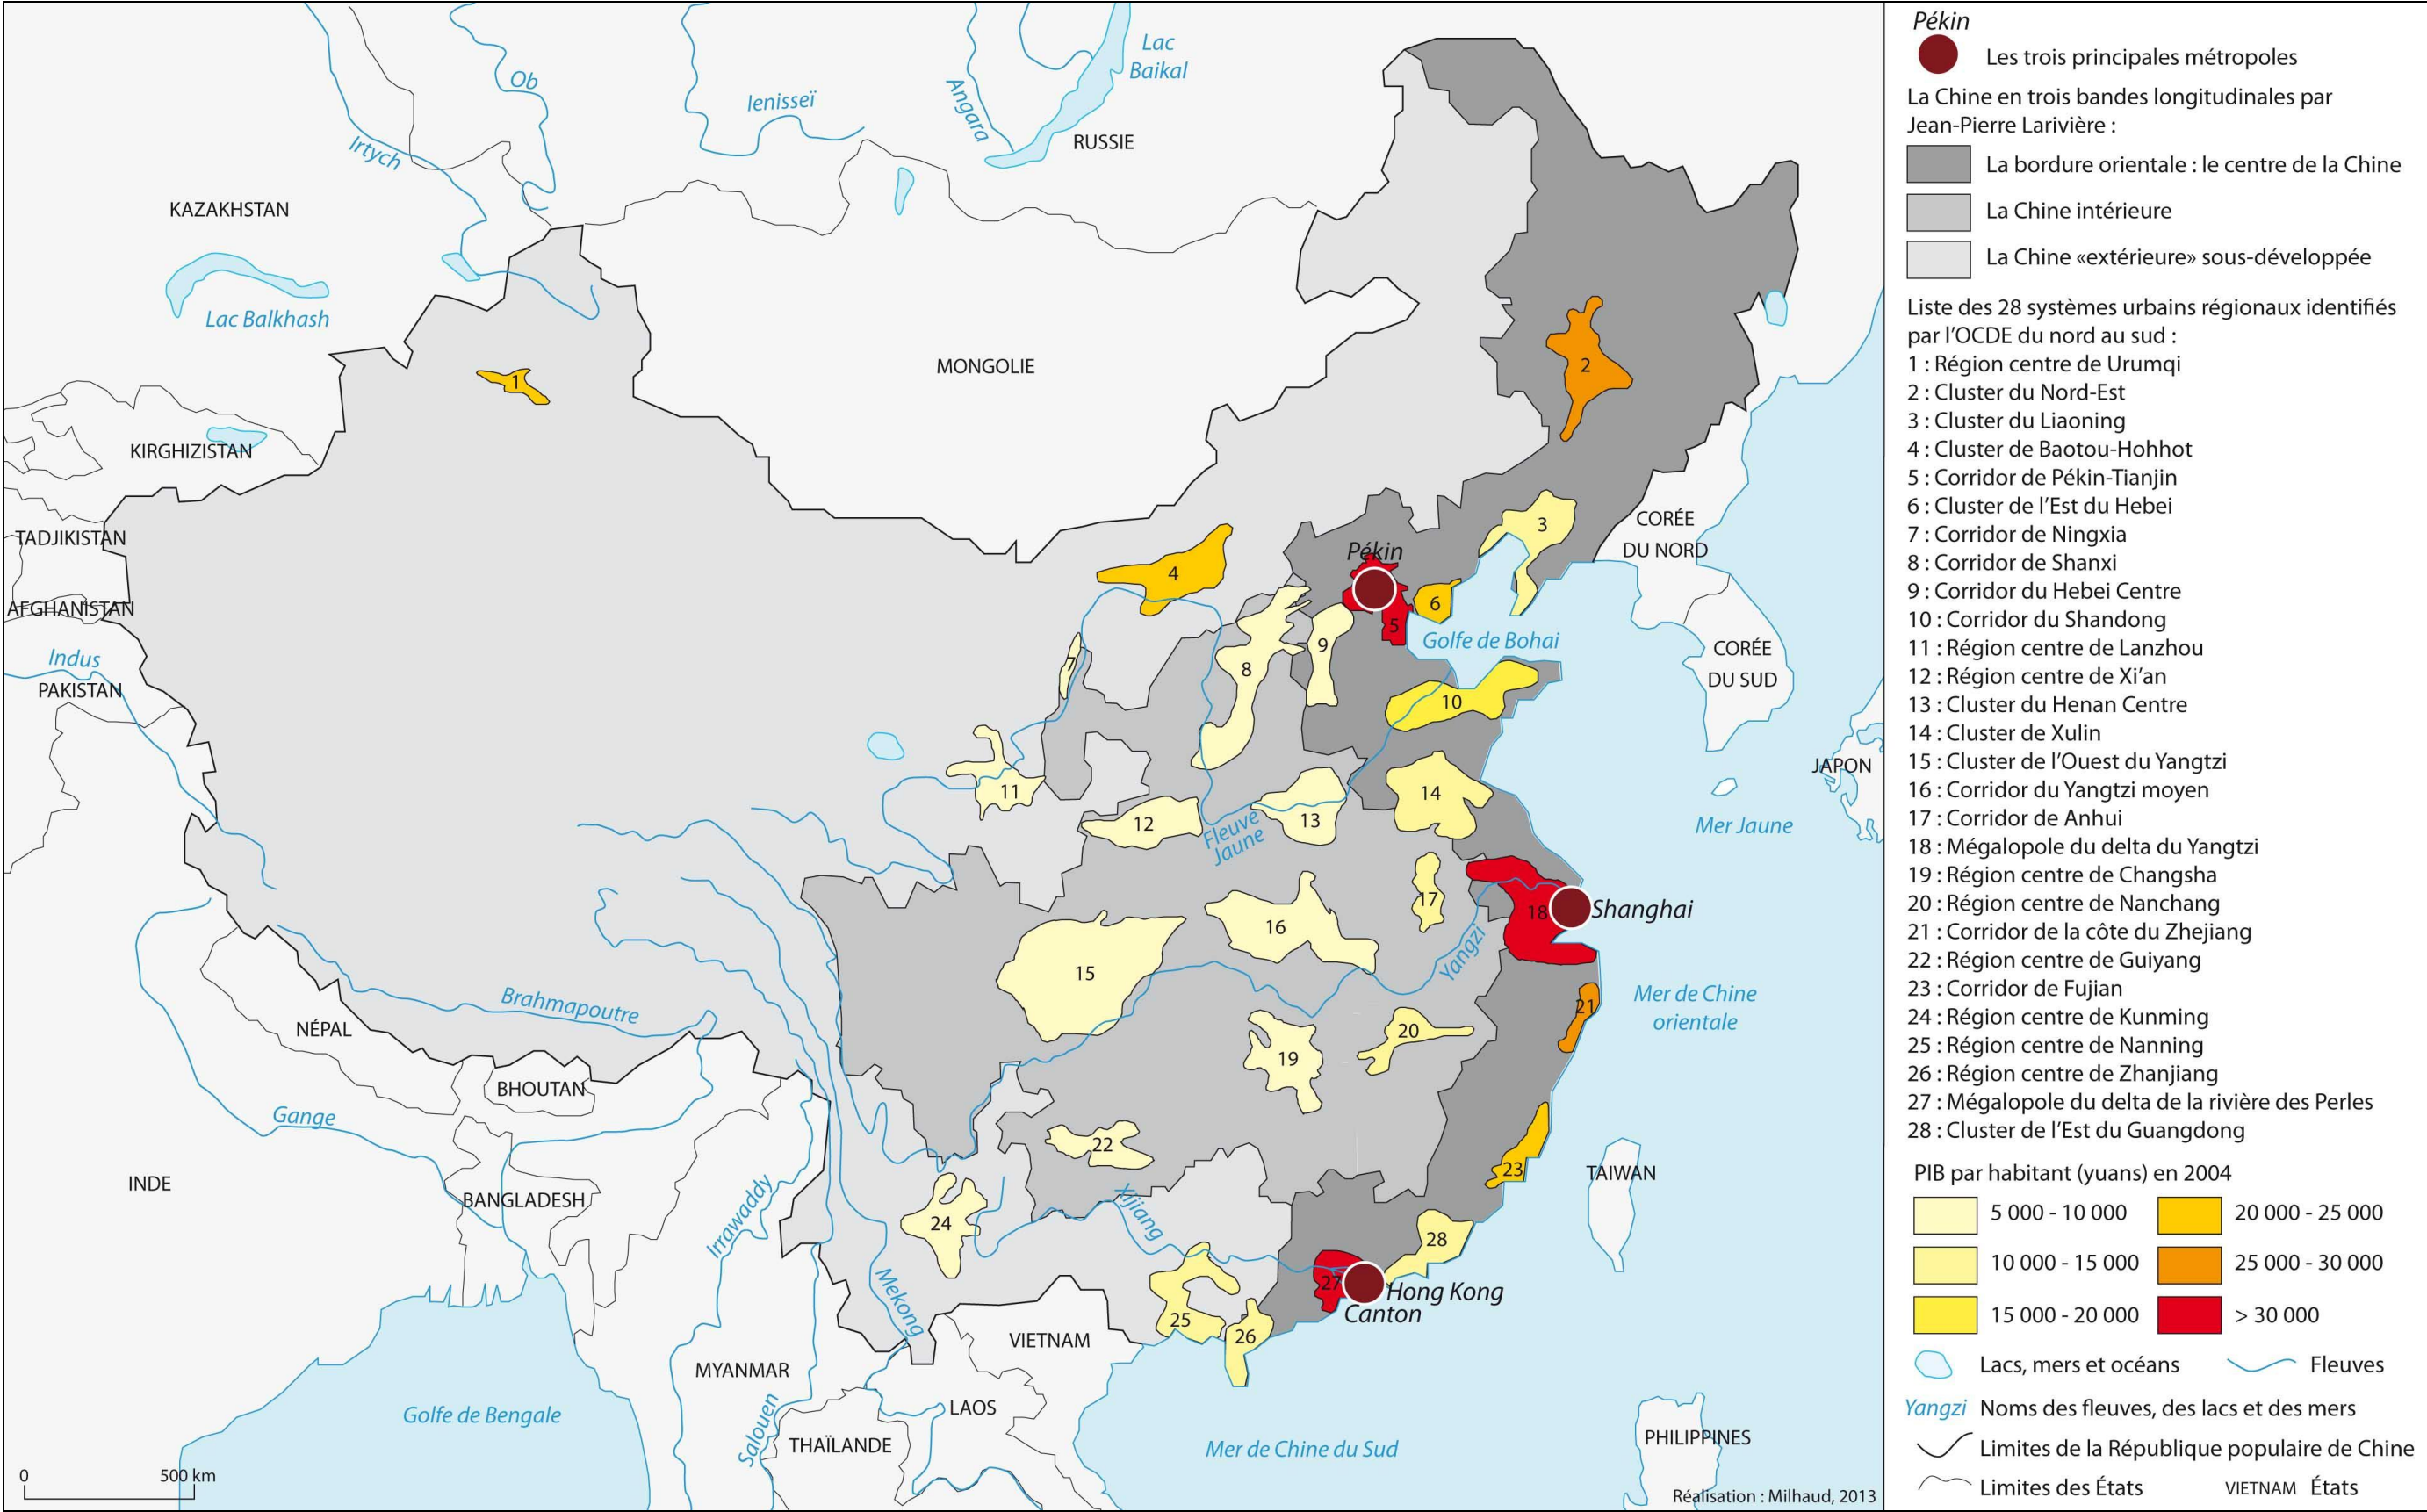 Lac
Baikal
Ob
Ienisseï
Angara
RUSSIE
Irtych
KAZAKHSTAN
Lac Balkhash
MONGOLIE
1
2
KIRGHIZISTAN
TADJIKISTAN
3
CORÉE
DU NORD
Pékin
4
AFGHANISTAN
6
5
Golfe de Bohai
Indus
PAKISTAN
7
8
9
CORÉE
DU SUD
10
JAPON
11
14
12
13
Fleuve
Jaune
Mer Jaune
17
18
Shanghai
16
Yangzi
15
Mer de Chine
orientale
21
Brahmapoutre
NÉPAL
20
19
BHOUTAN
Gange
22
23
TAIWAN
INDE
BANGLADESH
Irrawaddy
24
Xijiang
28
27
Hong Kong
Canton
Mekong
25
26
VIETNAM
MYANMAR
LAOS
Golfe de Bengale
Salouen
THAÏLANDE
Mer de Chine du Sud
PHILIPPINES
0 500 km
Réalisation : Milhaud, 2013
Pékin
Les trois principales métropoles
La Chine en trois bandes longitudinales par
Jean-Pierre Larivière :
La bordure orientale : le centre de la Chine
La Chine intérieure
La Chine «extérieure» sous-développée
Liste des 28 systèmes urbains régionaux identifiés
par l'OCDE du nord au sud :
1 : Région centre de Urumqi
2 : Cluster du Nord-Est
3 : Cluster du Liaoning
4 : Cluster de Baotou-Hohhot
5 : Corridor de Pékin-Tianjin
6 : Cluster de l'Est du Hebei
7 : Corridor de Ningxia
8 : Corridor de Shanxi
9 : Corridor du Hebei Centre
10 : Corridor du Shandong
11 : Région centre de Lanzhou
12 : Région centre de Xi'an
13 : Cluster du Henan Centre
14 : Cluster de Xulin
15 : Cluster de l'Ouest du Yangtzi
16 : Corridor du Yangtzi moyen
17 : Corridor de Anhui
18 : Mégalopole du delta du Yangtzi
19 : Région centre de Changsha
20 : Région centre de Nanchang
21 : Corridor de la côte du Zhejiang
22 : Région centre de Guiyang
23 : Corridor de Fujian
24 : Région centre de Kunming
25 : Région centre de Nanning
26 : Région centre de Zhanjiang
27 : Mégalopole du delta de la rivière des Perles
28 : Cluster de l'Est du Guangdong
PIB par habitant (yuans) en 2004
5 000 - 10 000
20 000 - 25 000
10 000 - 15 000
25 000 - 30 000
15 000 - 20 000
> 30 000
Lacs, mers et océans
Fleuves
Yangzi Noms des fleuves, des lacs et des mers
Limites de la République populaire de Chine
Limites des États
VIETNAM États